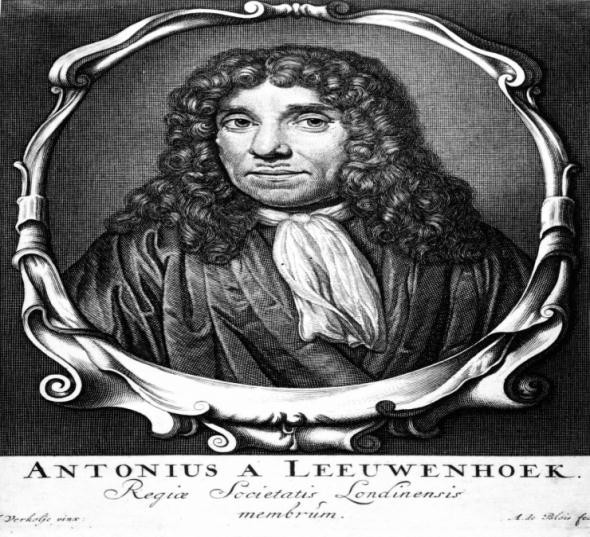 ANTONIUS A LEEUWENHOEK.
Regiæ Societatis Londinensis
membrum.
Verkolje pinx: A. de Blois fec